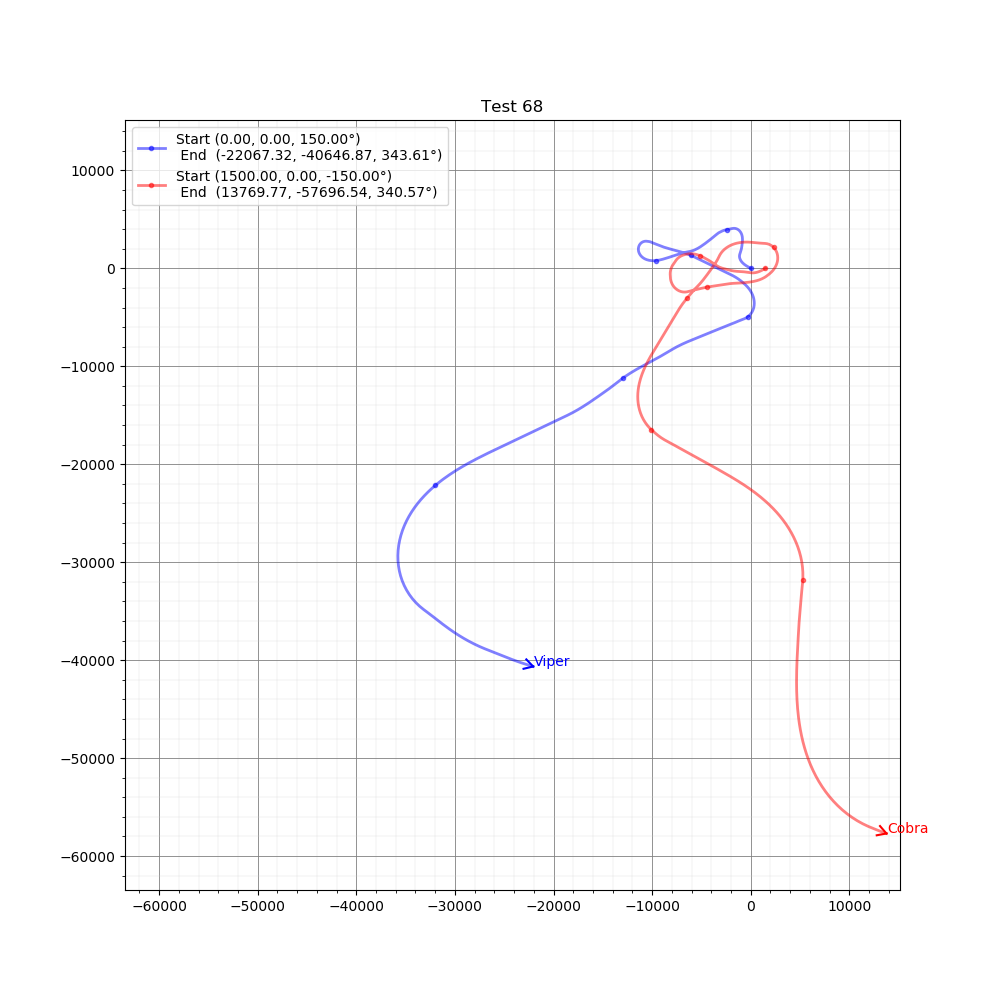 Test 68
Start (0.00, 0.00, 150.00°)
End (-22067.32, -40646.87, 343.61°)
Start (1500.00, 0.00, -150.00°)
End (13769.77, -57696.54, 340.57°)
10000
0
−10000
−20000
−30000
−40000
−50000
−60000
Viper
Cobra
−60000 −50000 −40000 −30000 −20000 −10000 0 10000